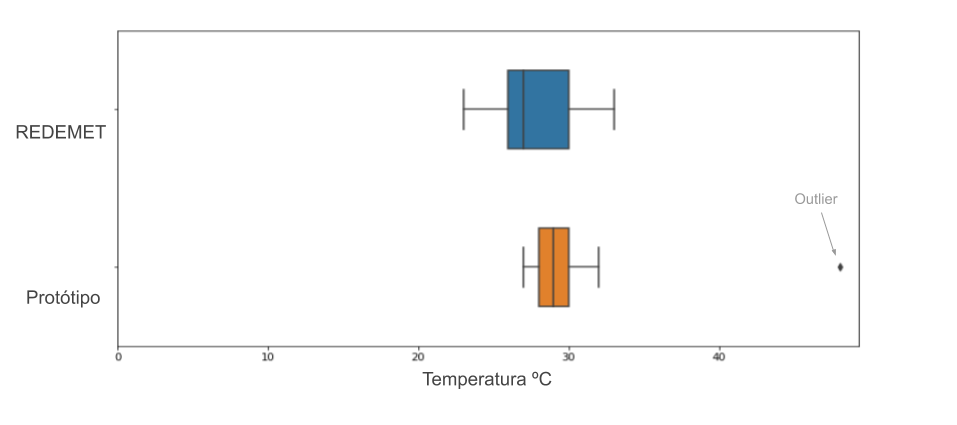 REDEMET
Outlier
Protótipo
0 10 20 30 40
Temperatura ºC